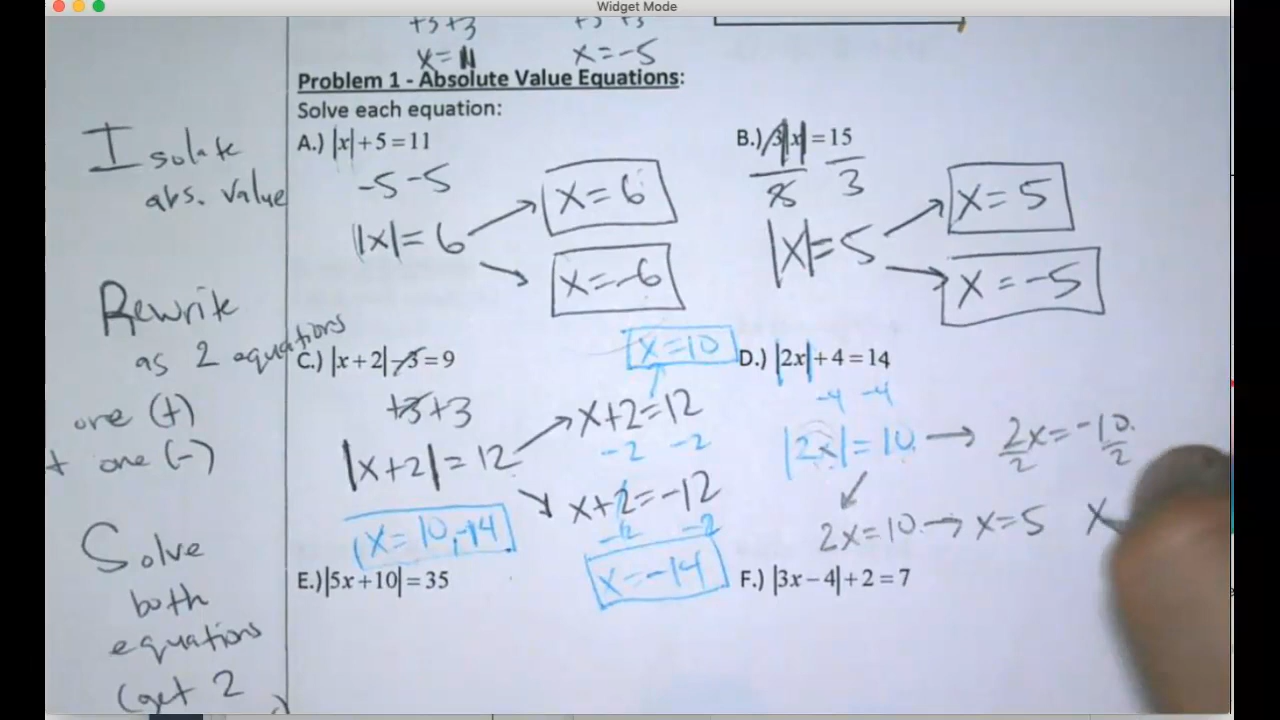 Widget Mode
+3 +3
x=11
x=-5
Problem 1 - Absolute Value Equations:
Solve each equation:
Isolate
abs. value
A.) |x| + 5 = 11
-5 -5
|x| = 6
x = 6
x = -6
B.) 3|x| = 15
3 3
|x| = 5
x = 5
x = -5
Rewrite
as 2 equations
one (+)
+ one (-)
C.) |x + 2| - 3 = 9
+3 +3
|x+2| = 12
x+2=12
-2 -2
x=10
x+2=-12
-2 -2
x=-14
x=10,-14
D.) |2x| + 4 = 14
-4 -4
|2x| = 10
2x=-10
2 2
2x=10 → x=5
x
Solve
both
equations
(get 2
E.) |5x + 10| = 35
F.) |3x - 4| + 2 = 7